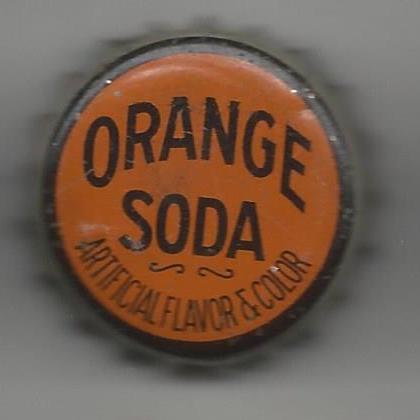 ORANGE
SODA
ARTIFICIAL FLAVOR & COLOR